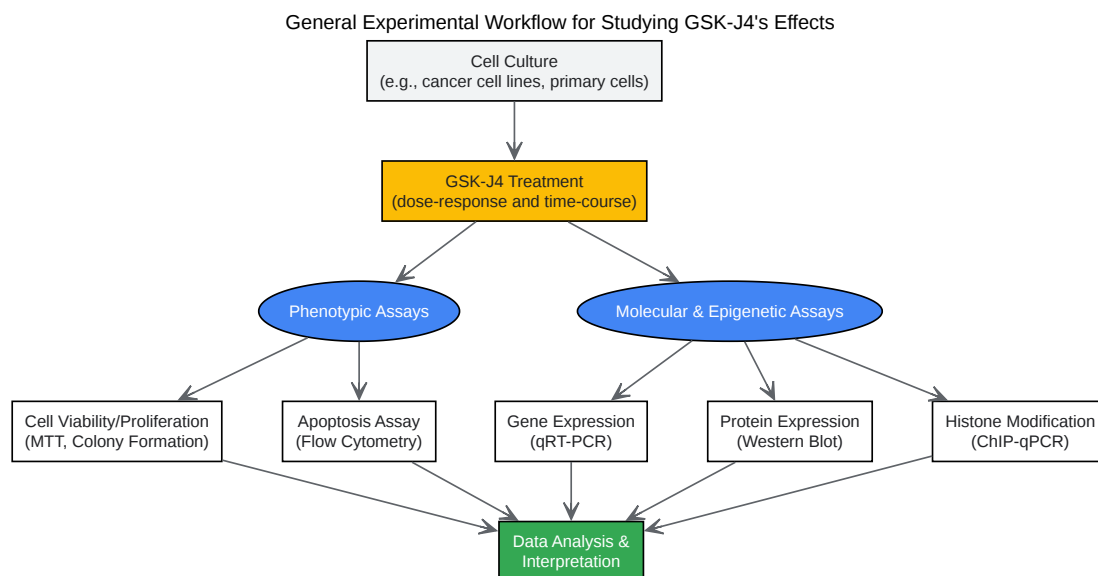 General Experimental Workflow for Studying GSK-J4's Effects
Cell Culture
(e.g., cancer cell lines, primary cells)
GSK-J4 Treatment
(dose-response and time-course)
Phenotypic Assays
Molecular & Epigenetic Assays
Cell Viability/Proliferation
(MTT, Colony Formation)
Apoptosis Assay
(Flow Cytometry)
Gene Expression
(qRT-PCR)
Protein Expression
(Western Blot)
Histone Modification
(ChIP-qPCR)
Data Analysis &
Interpretation